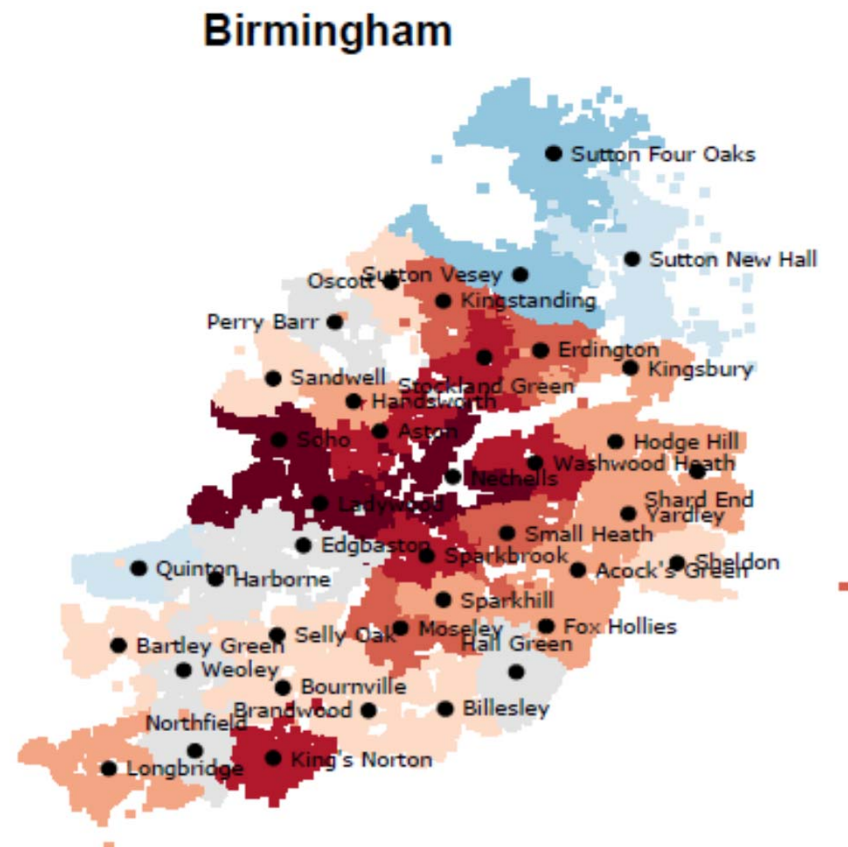 Birmingham
Sutton Four Oaks
Sutton New Hall
Sutton Vesey
Oscott
Kingstanding
Perry Barr
Erdington
Kingsbury
Sandwell
Stockland Green
Handsworth
Aston
Soho
Hodge Hill
Washwood Heath
Nechells
Shard End
Ladywood
Yardley
Small Heath
Edgbaston
Sparkbrook
Sheldon
Quinton
Acock's Green
Harborne
Sparkhill
Moseley
Fox Hollies
Selly Oak
Hall Green
Bartley Green
Weoley
Bournville
Brandwood
Billesley
Northfield
King's Norton
Longbridge